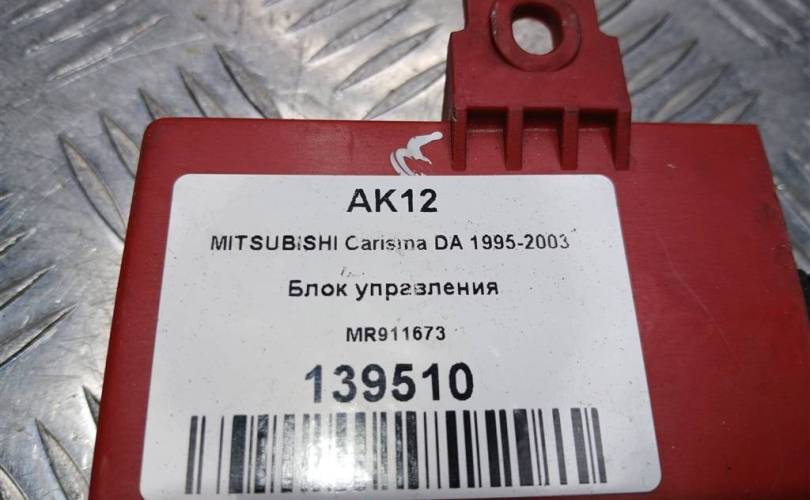 AK12
MITSUBISHI Carisma DA 1995-2003
Блок управления
MR911673
139510